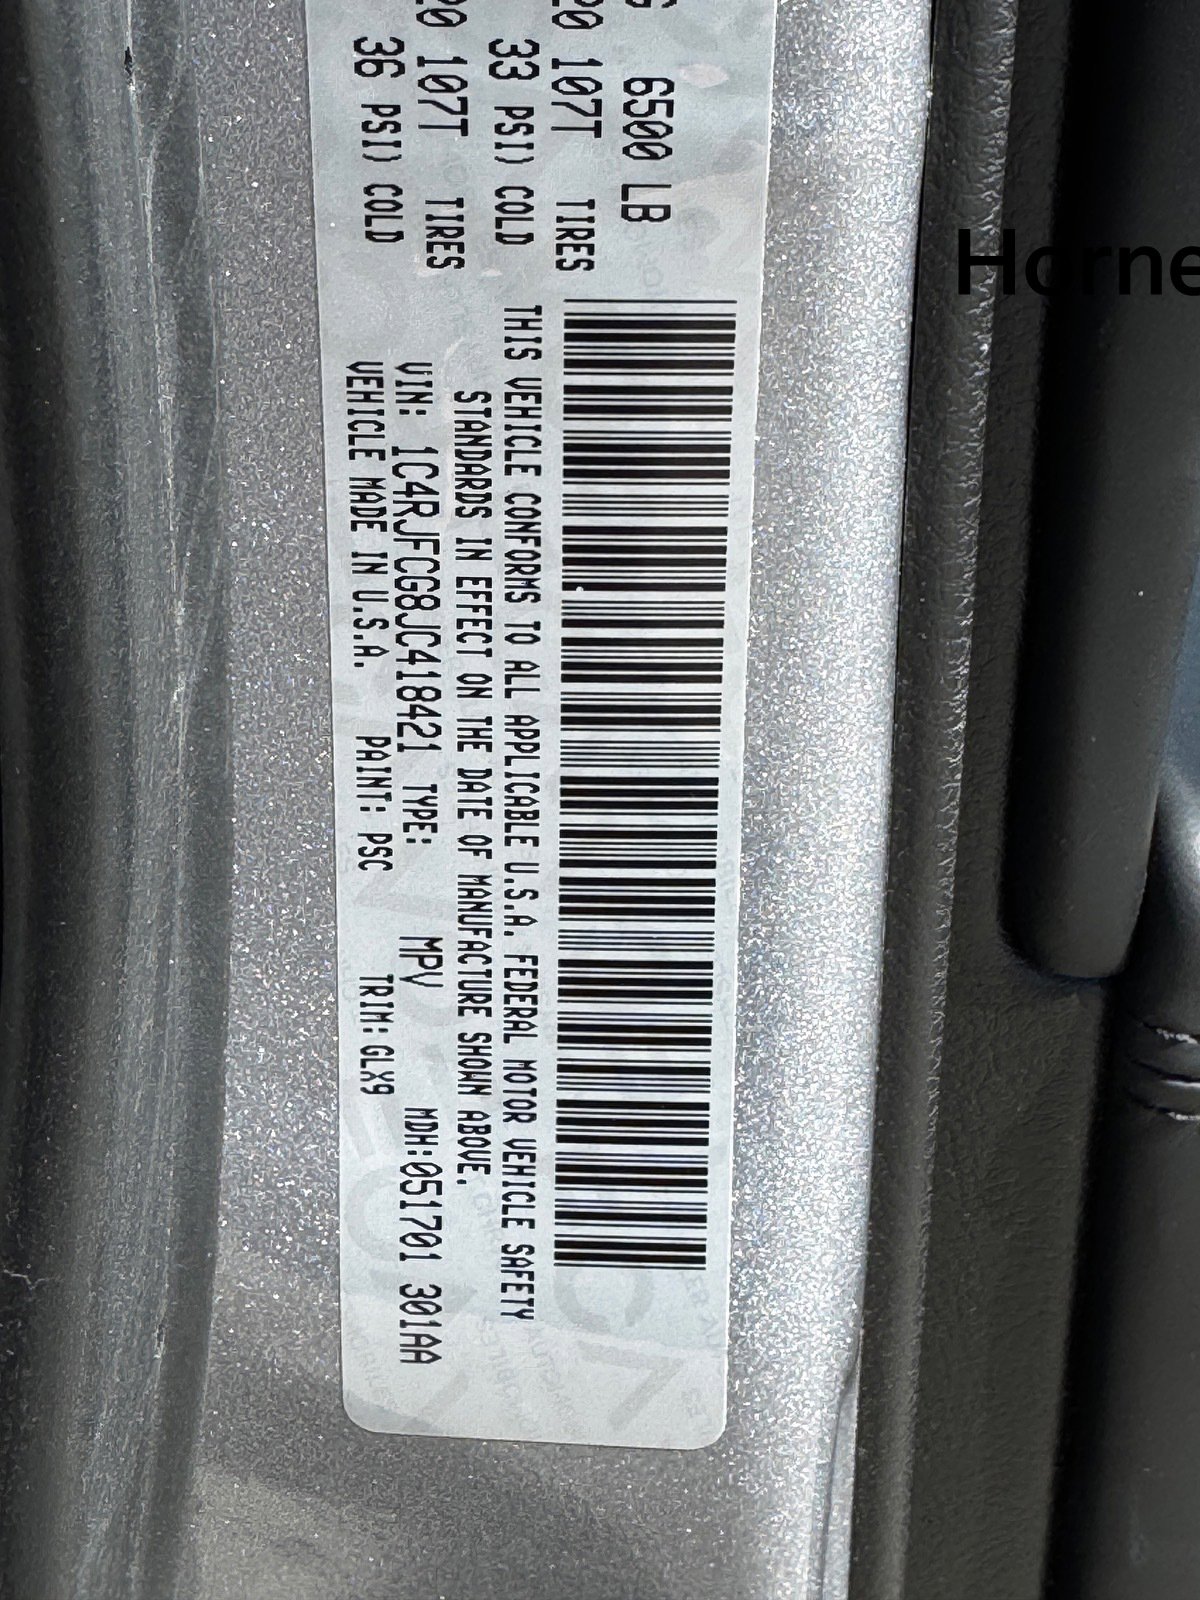 6500 LB
20 107T TIRES
33 PSI) COLD
20 107T TIRES
36 PSI) COLD
THIS VEHICLE CONFORMS TO ALL APPLICABLE U.S.A. FEDERAL MOTOR VEHICLE SAFETY
STANDARDS IN EFFECT ON THE DATE OF MANUFACTURE SHOWN ABOVE.
VIN: 1C4RJFCG8JC418421 TYPE: MPV MDH:051701 301AA
VEHICLE MADE IN U.S.A. PAINT: PSC TRIM: GLX9
Horne